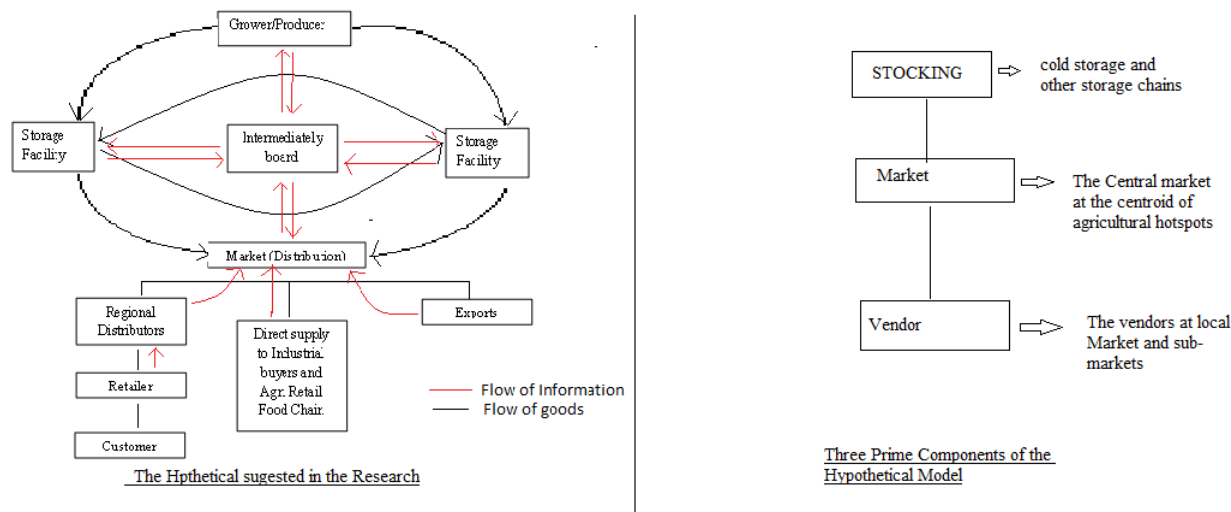 Grower/Producer
Storage
Facility
Intermediately
board
Storage
Facility
Market (Distribution)
Regional
Distributors
Exports
Direct supply
to Industrial
buyers and
Agr. Retail
Food Chair.
Retailer
Customer
Flow of Information
Flow of goods
The Hpthetical sugested in the Research
STOCKING
cold storage and
other storage chains
Market
The Central market
at the centroid of
agricultural hotspots
Vendor
The vendors at local
Market and sub-
markets
Three Prime Components of the
Hypothetical Model